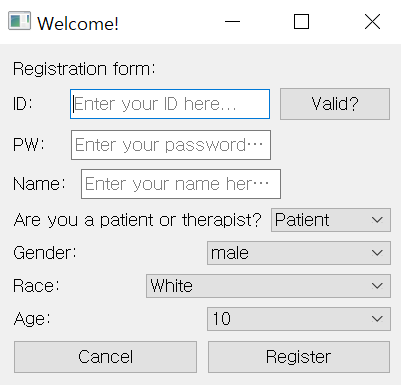 Welcome!
Registration form:
ID: Enter your ID here... Valid?
PW: Enter your password…
Name: Enter your name her…
Are you a patient or therapist? Patient
Gender: male
Race: White
Age: 10
Cancel Register